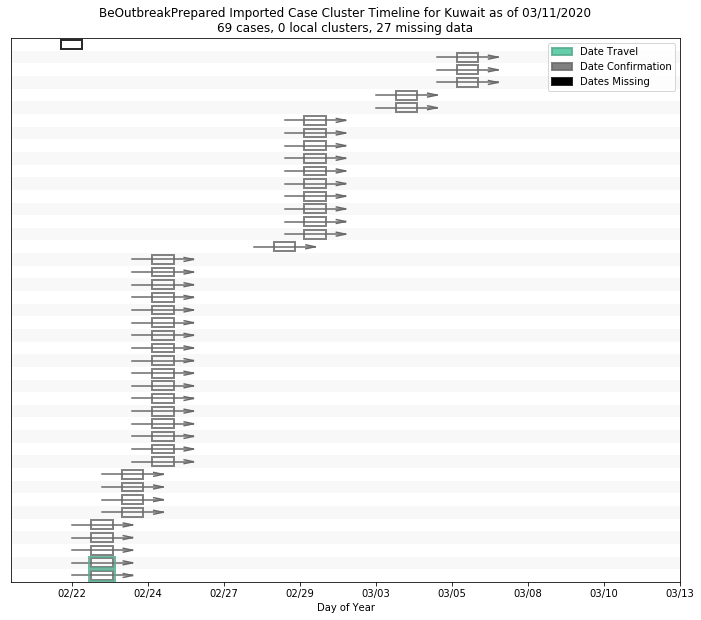 BeOutbreakPrepared Imported Case Cluster Timeline for Kuwait as of 03/11/2020
69 cases, 0 local clusters, 27 missing data
Date Travel
Date Confirmation
Dates Missing
02/22 02/24 02/27 02/29 03/03 03/05 03/08 03/10 03/13
Day of Year